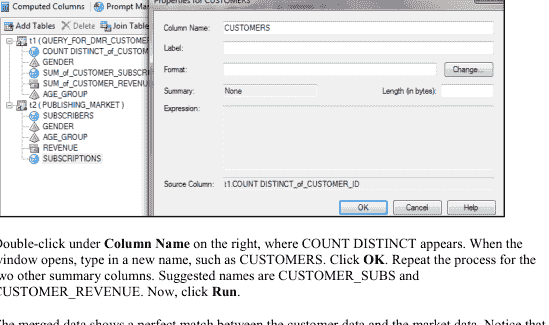 Computed Columns Prompt Ma
Properties for CUSTOMERS
Add Tables Delete Join Table
t1 (QUERY_FOR_DMR_CUSTOME
COUNT DISTINCT_of_CUSTOM
GENDER
SUM_of_CUSTOMER_SUBSCRI
SUM_of_CUSTOMER_REVENU
AGE_GROUP
t2 (PUBLISHING_MARKET)
SUBSCRIBERS
GENDER
AGE_GROUP
REVENUE
SUBSCRIPTIONS
Column Name: CUSTOMERS
Label:
Format: Change...
Summary: None Length (in bytes):
Expression:
Source Column: t1.COUNT DISTINCT_of_CUSTOMER_ID
OK Cancel Help
Double-click under Column Name on the right, where COUNT DISTINCT appears. When the
window opens, type in a new name, such as CUSTOMERS. Click OK. Repeat the process for the
two other summary columns. Suggested names are CUSTOMER_SUBS and
CUSTOMER_REVENUE. Now, click Run.
The merged data shows a perfect match between the customer data and the market data. Notice that